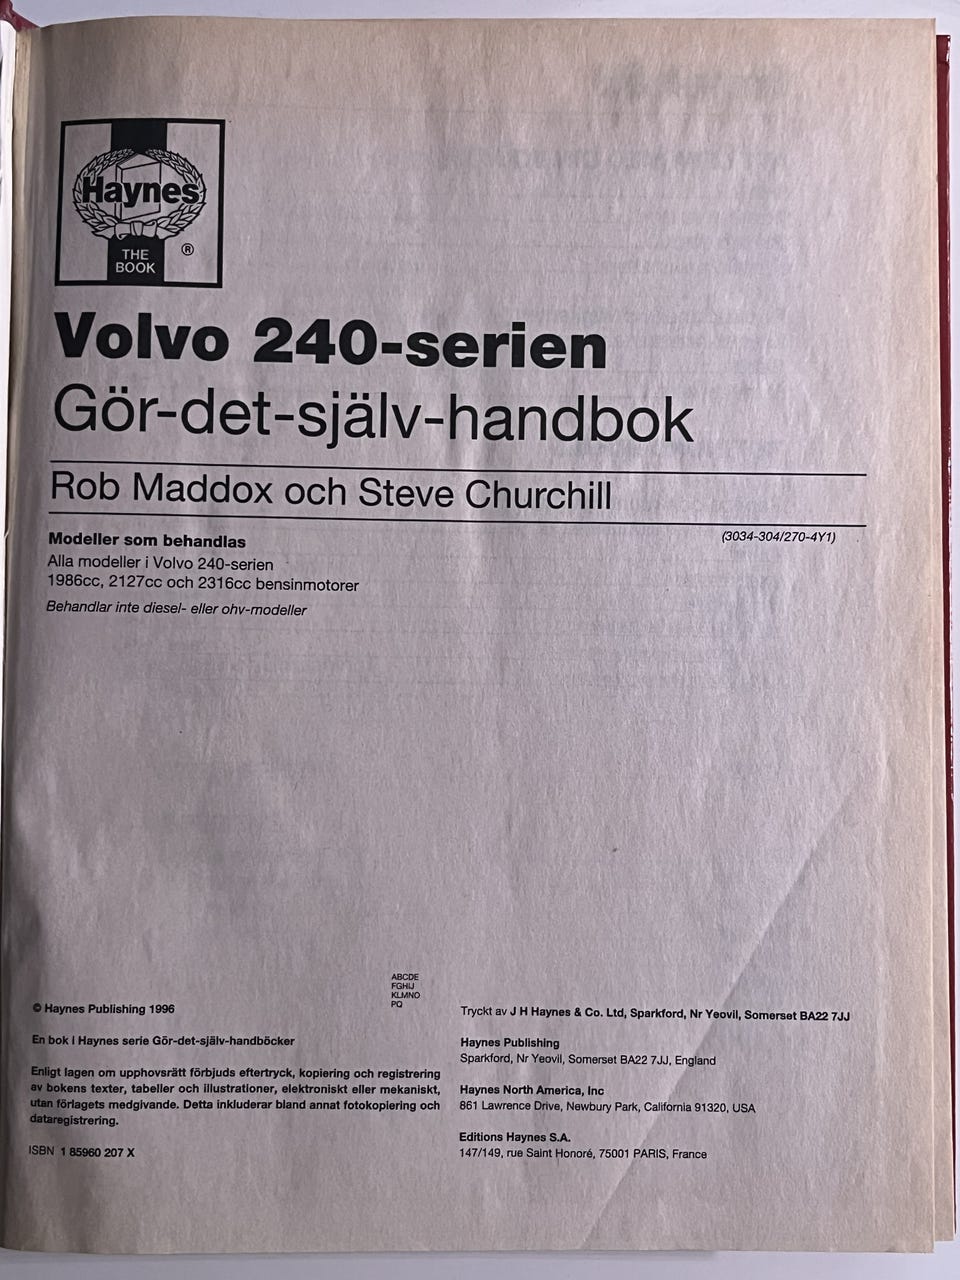 Haynes
®
THE
BOOK
Volvo 240-serien
Gör-det-själv-handbok
Rob Maddox och Steve Churchill
Modeller som behandlas
(3034-304/270-4Y1)
Alla modeller i Volvo 240-serien
1986cc, 2127cc och 2316cc bensinmotorer
Behandlar inte diesel- eller ohv-modeller
ABCDE
FGHIJ
KLMNO
PQ
© Haynes Publishing 1996
En bok i Haynes serie Gör-det-själv-handböcker
Enligt lagen om upphovsrätt förbjuds eftertryck, kopiering och registrering
av bokens texter, tabeller och illustrationer, elektroniskt eller mekaniskt,
utan förlagets medgivande. Detta inkluderar bland annat fotokopiering och
dataregistrering.
ISBN 1 85960 207 X
Tryckt av J H Haynes & Co. Ltd, Sparkford, Nr Yeovil, Somerset BA22 7JJ
Haynes Publishing
Sparkford, Nr Yeovil, Somerset BA22 7JJ, England
Haynes North America, Inc
861 Lawrence Drive, Newbury Park, California 91320, USA
Editions Haynes S.A.
147/149, rue Saint Honoré, 75001 PARIS, France